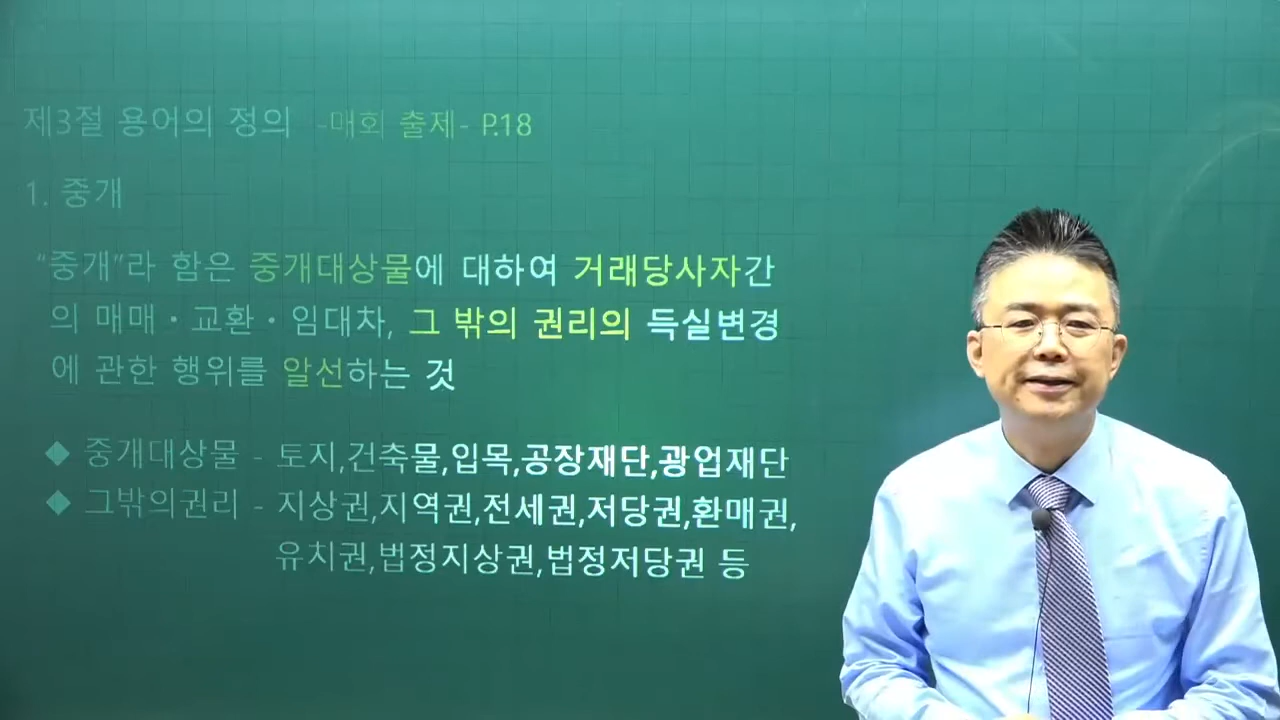 제3절 용어의 정의 -매회 출제- P.18
1. 중개
“중개”라 함은 중개대상물에 대하여 거래당사자간
의 매매·교환·임대차, 그 밖의 권리의 득실변경
에 관한 행위를 알선하는 것
◆ 중개대상물 - 토지,건축물,입목,공장재단,광업재단
◆ 그밖의권리 - 지상권,지역권,전세권,저당권,환매권,
유치권,법정지상권,법정저당권 등